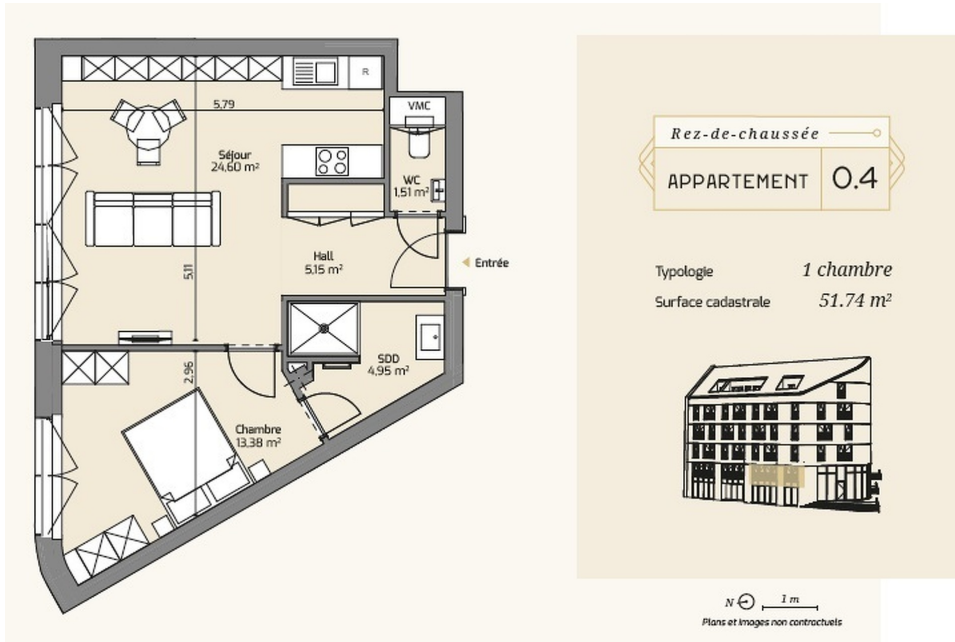 R
VMC
5,79
Séjour
24,60 m²
WC
1,51 m²
Hall
5,15 m²
Entrée
5,11
SDD
4,95 m²
2,96
Chambre
13,38 m²
Rez-de-chaussée
APPARTEMENT 0.4
Typologie 1 chambre
Surface cadastrale 51.74 m²
N 1 m
Plans et images non contractuels